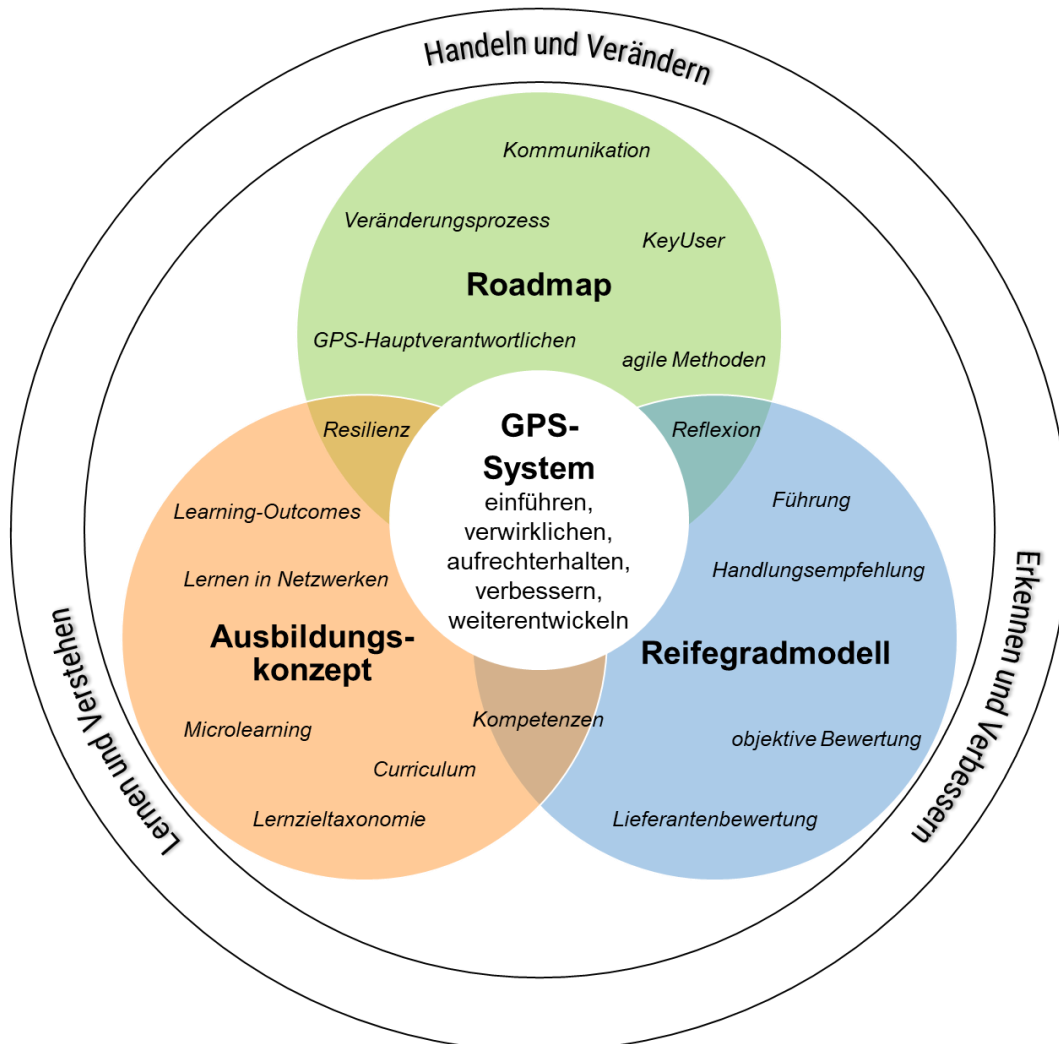 Handeln und Verändern
Kommunikation
Veränderungsprozess
KeyUser
Roadmap
GPS-Hauptverantwortlichen
agile Methoden
Resilienz
GPS-
System
einführen,
verwirklichen,
aufrechterhalten,
verbessern,
weiterentwickeln
Reflexion
Learning-Outcomes
Lernen in Netzwerken
Ausbildungs-
konzept
Microlearning
Curriculum
Lernzieltaxonomie
Kompetenzen
Führung
Handlungsempfehlung
Reifegradmodell
objektive Bewertung
Lieferantenbewertung
Lernen und Verstehen
Erkennen und Verbessern